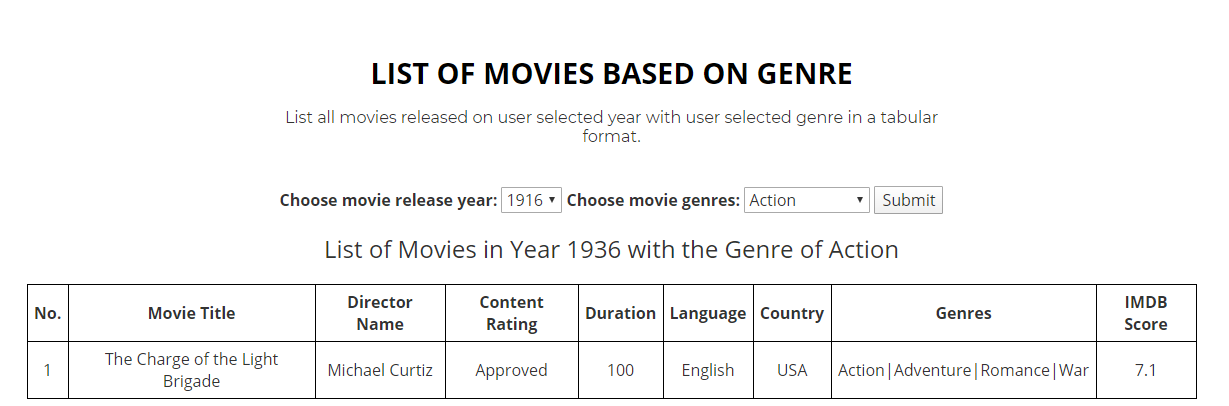 LIST OF MOVIES BASED ON GENRE
List all movies released on user selected year with user selected genre in a tabular
format.
Choose movie release year: 1916 Choose movie genres: Action Submit
List of Movies in Year 1936 with the Genre of Action
No. Movie Title Director Name Content Rating Duration Language Country Genres IMDB Score
1 The Charge of the Light Brigade Michael Curtiz Approved 100 English USA Action|Adventure|Romance|War 7.1